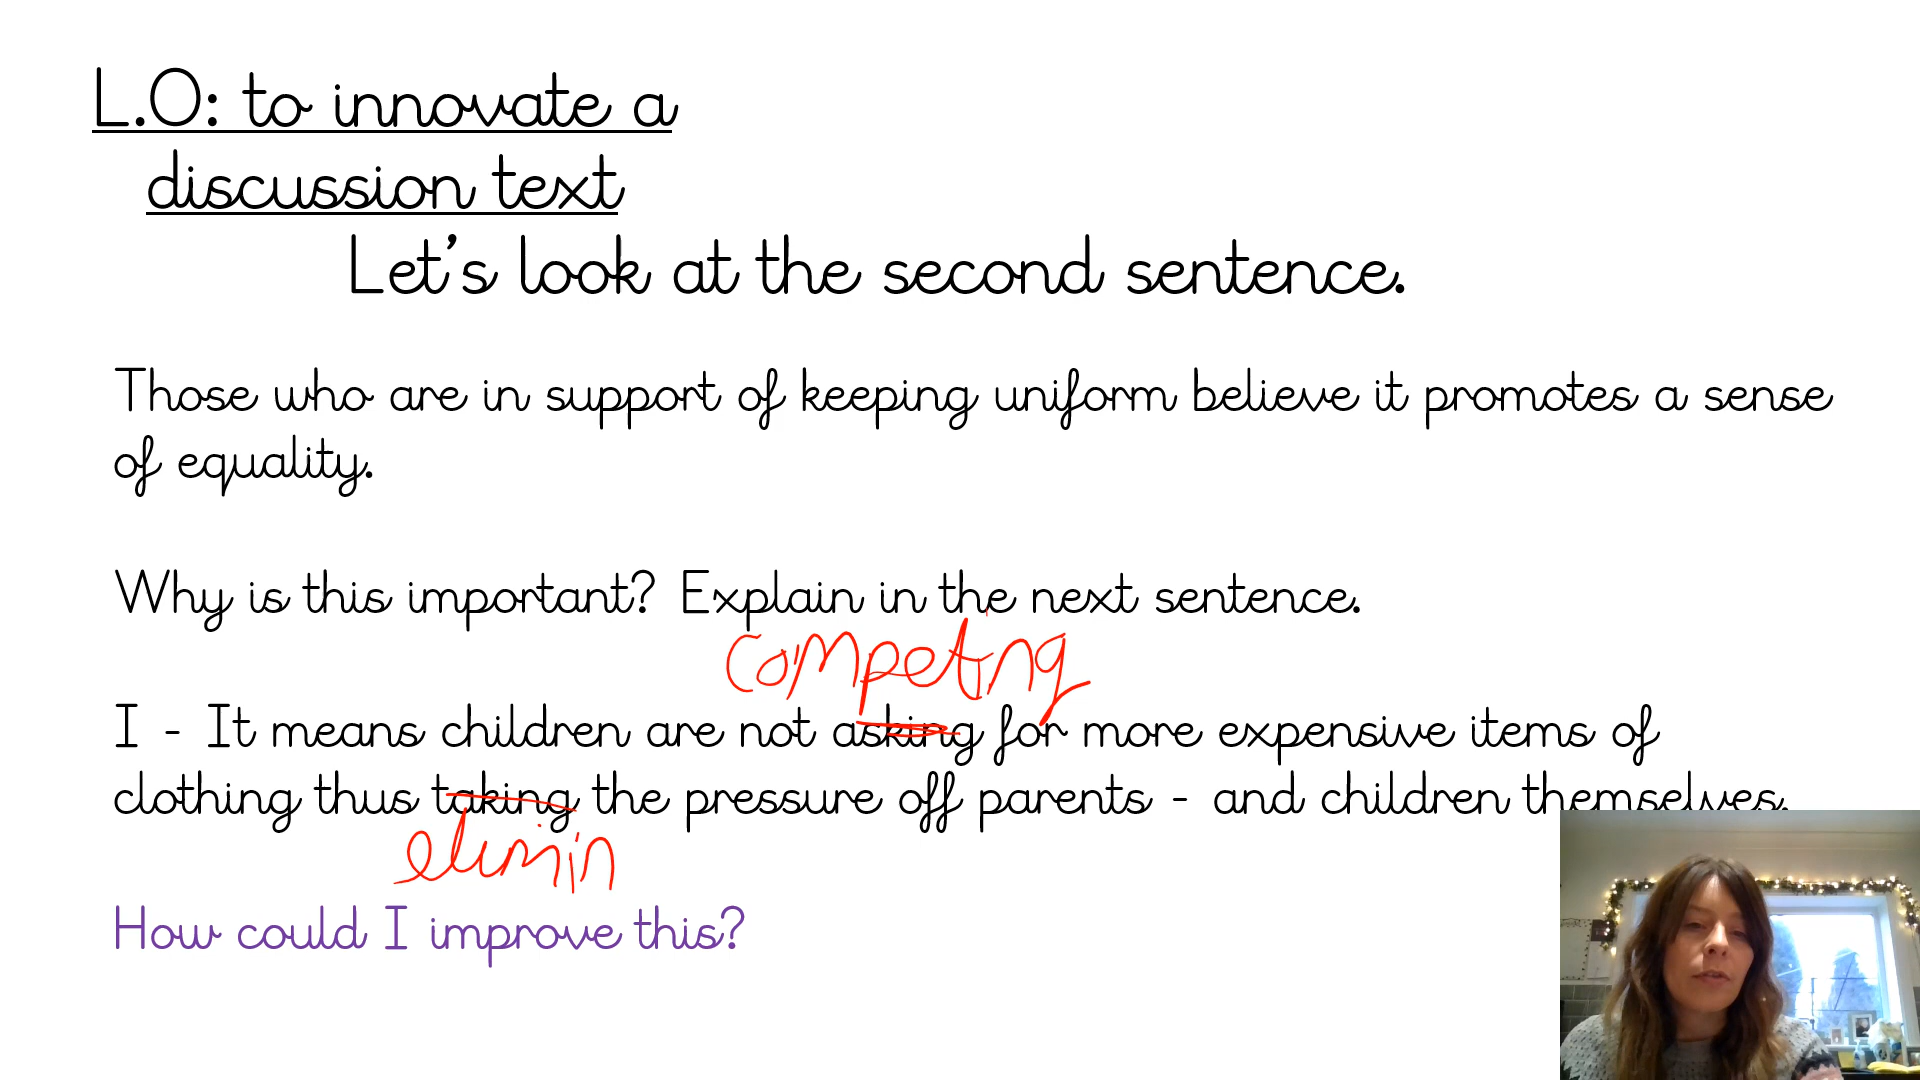 L.O: to innovate a
discussion text
Let's look at the second sentence.
Those who are in support of keeping uniform believe it promotes a sense
of equality.
Why is this important? Explain in the next sentence.
competing
I - It means children are not asking for more expensive items of
clothing thus taking the pressure off parents - and children themselves.
elimin
How could I improve this?